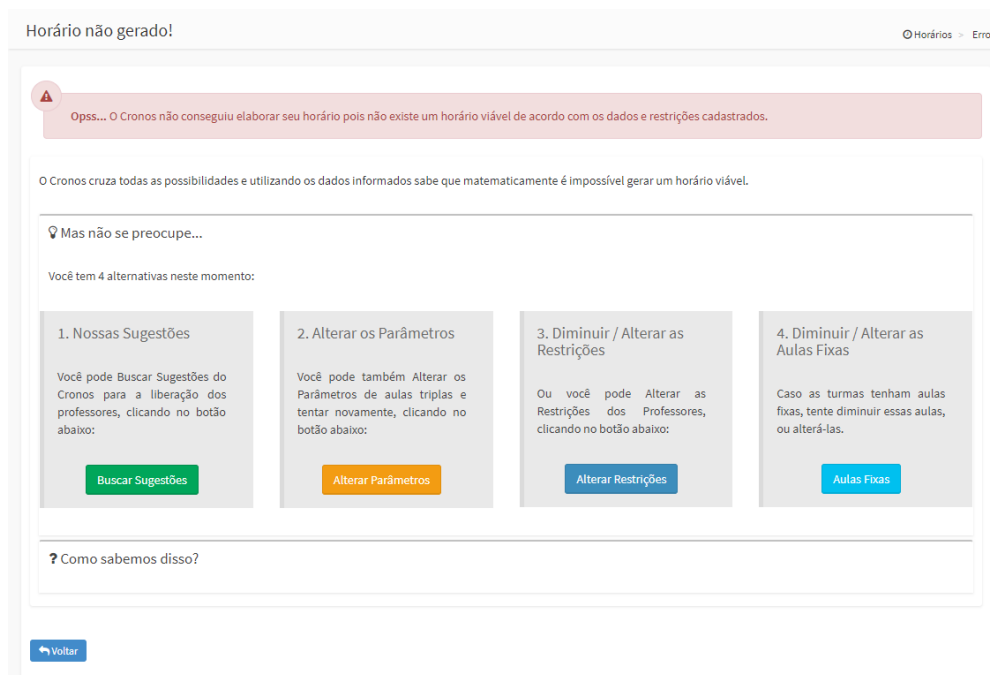 Horário não gerado!
Horários > Erro
Opss... O Cronos não conseguiu elaborar seu horário pois não existe um horário viável de acordo com os dados e restrições cadastrados.
O Cronos cruza todas as possibilidades e utilizando os dados informados sabe que matematicamente é impossível gerar um horário viável.
Mas não se preocupe...
Você tem 4 alternativas neste momento:
1. Nossas Sugestões
Você pode Buscar Sugestões do
Cronos para a liberação dos
professores, clicando no botão
abaixo:
Buscar Sugestões
2. Alterar os Parâmetros
Você pode também Alterar os
Parâmetros de aulas triplas e
tentar novamente, clicando no
botão abaixo:
Alterar Parâmetros
3. Diminuir / Alterar as
Restrições
Ou você pode Alterar as
Restrições dos Professores,
clicando no botão abaixo:
Alterar Restrições
4. Diminuir / Alterar as
Aulas Fixas
Caso as turmas tenham aulas
fixas, tente diminuir essas aulas,
ou alterá-las.
Aulas Fixas
? Como sabemos disso?
Voltar